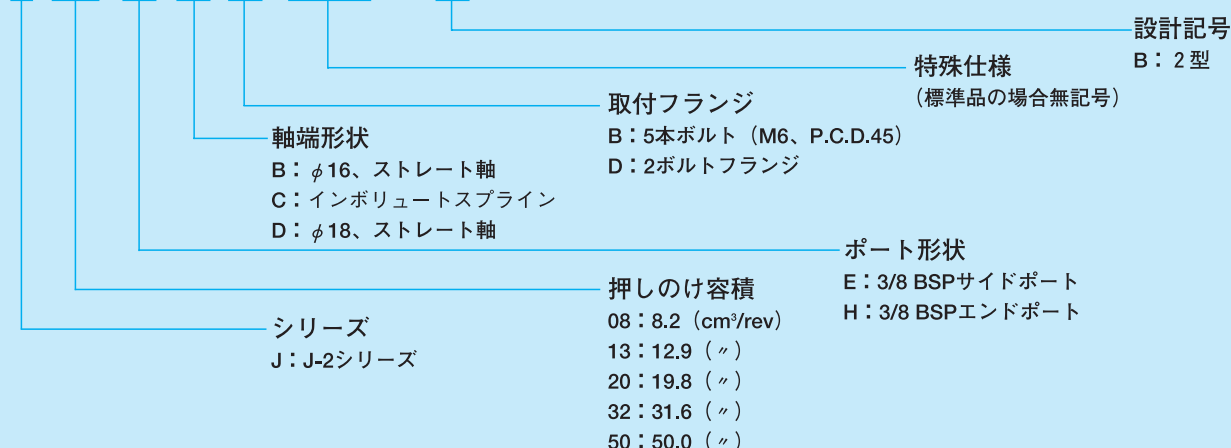 設計記号
B：2型
特殊仕様
（標準品の場合無記号）
取付フランジ
B：5本ボルト（M6、P.C.D.45）
D：2ボルトフランジ
軸端形状
B：φ16、ストレート軸
C：インボリュートスプライン
D：φ18、ストレート軸
ポート形状
E：3/8 BSPサイドポート
H：3/8 BSPエンドポート
押しのけ容積
08：8.2（cm³/rev）
13：12.9（〃）
20：19.8（〃）
32：31.6（〃）
50：50.0（〃）
シリーズ
J：J-2シリーズ